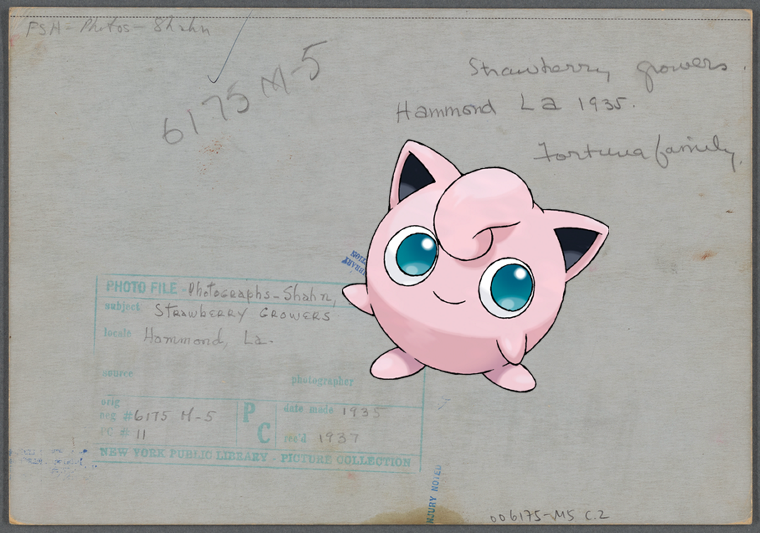 FSA - Photos - Shahn
6175 M-5
Strawberry growers.
Hammond La 1935.
Fortuna family.
PHOTO FILE - Photographs - Shahn,
subject STRAWBERRY GROWERS
locale Hammond, La.
source
photographer
orig
neg # 6175 M-5
PC # 11
PC
date made 1935
rec'd 1937
NEW YORK PUBLIC LIBRARY - PICTURE COLLECTION
NOTED
006175-M5 C.2